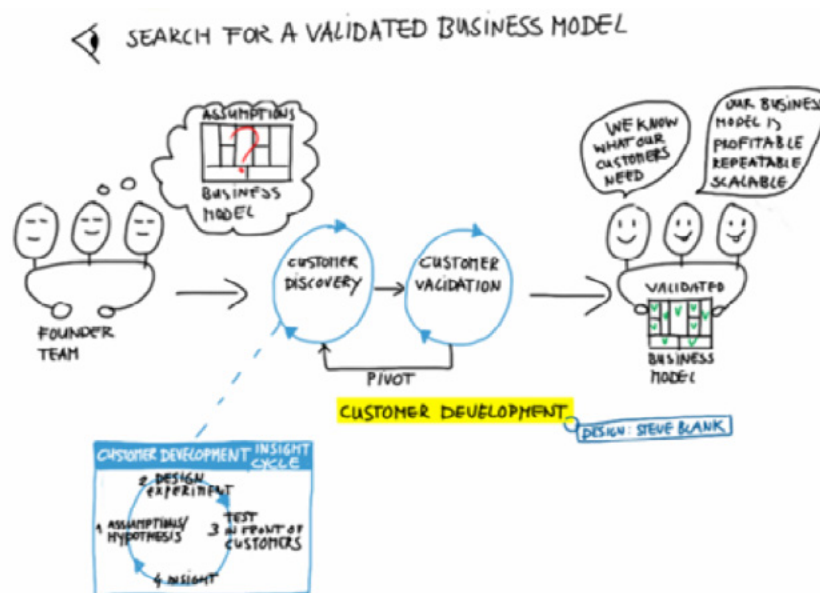 SEARCH FOR A VALIDATED BUSINESS MODEL
ASSUMPTIONS
?
BUSINESS
MODEL
WE KNOW
WHAT OUR
CUSTOMERS
NEED
OUR BUSINESS
MODEL IS
PROFITABLE
REPEATABLE
SCALABLE
FOUNDER
TEAM
CUSTOMER
DISCOVERY
CUSTOMER
VALIDATION
PIVOT
VALIDATED
BUSINESS
MODEL
CUSTOMER DEVELOPMENT
DESIGN: STEVE BLANK
CUSTOMER DEVELOPMENT INSIGHT
CYCLE
2 DESIGN
EXPERIMENT
1 ASSUMPTIONS/
HYPOTHESIS
3 TEST
IN FRONT OF
CUSTOMERS
4 INSIGHT